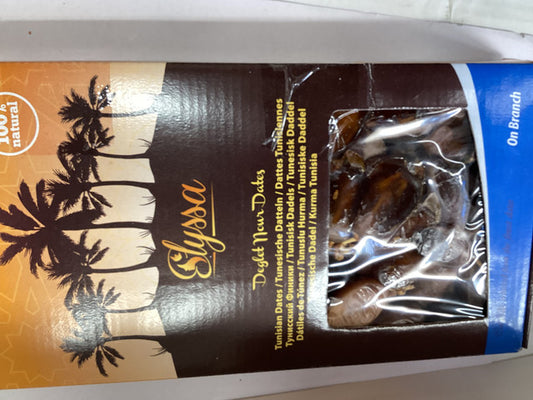 100%
natural
Elyssa
Deglet Nour Dates
Tunisian Dates / Tunesische Datteln / Dattes Tunisiennes
Тунисский Финики / Tunisisk Dadels / Tunesisk Daddel
Dátiles de Túnez / Tunuslu Hurma / Tunisiske Daddel
sische Dadel / Kurma Tunisia
On Branch